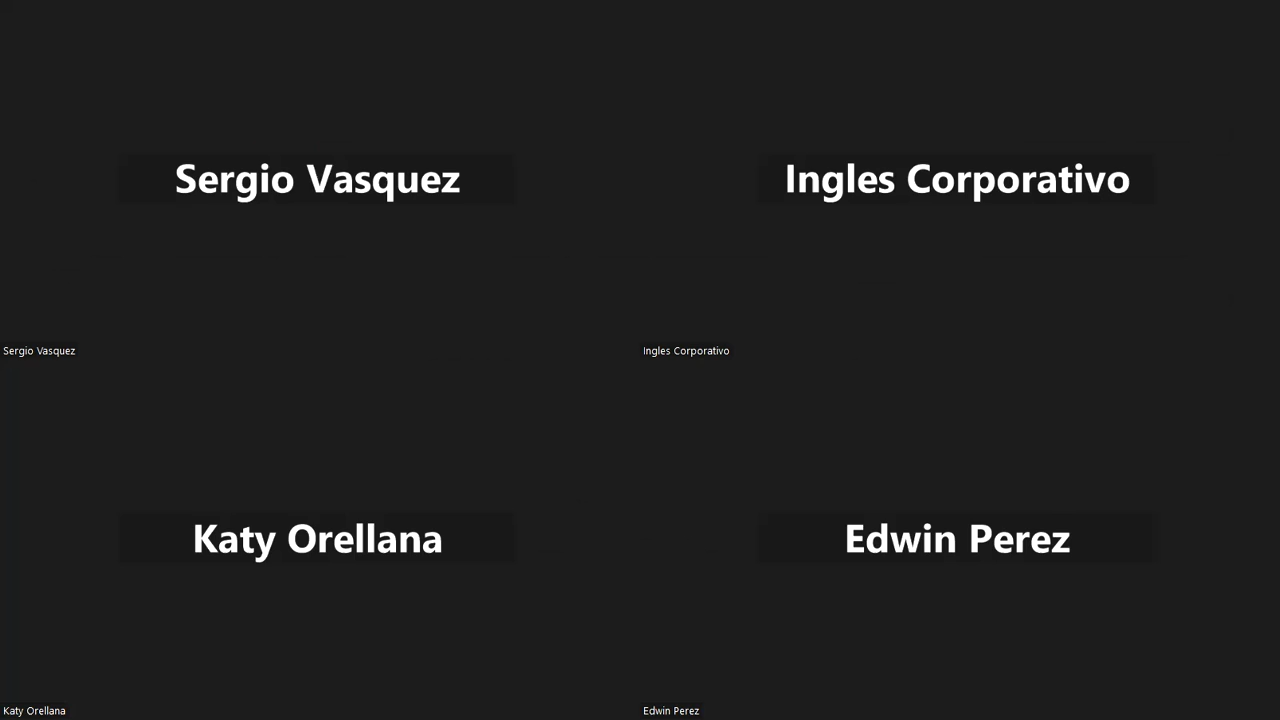 Sergio Vasquez
Ingles Corporativo
Sergio Vasquez
Ingles Corporativo
Katy Orellana
Edwin Perez
Katy Orellana
Edwin Perez